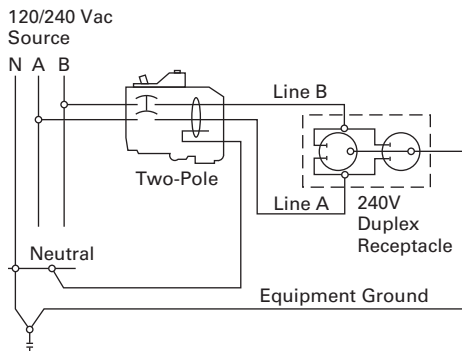 120/240 Vac
Source
N A B
Line B
Two-Pole
Line A
240V
Duplex
Receptacle
Neutral
Equipment Ground